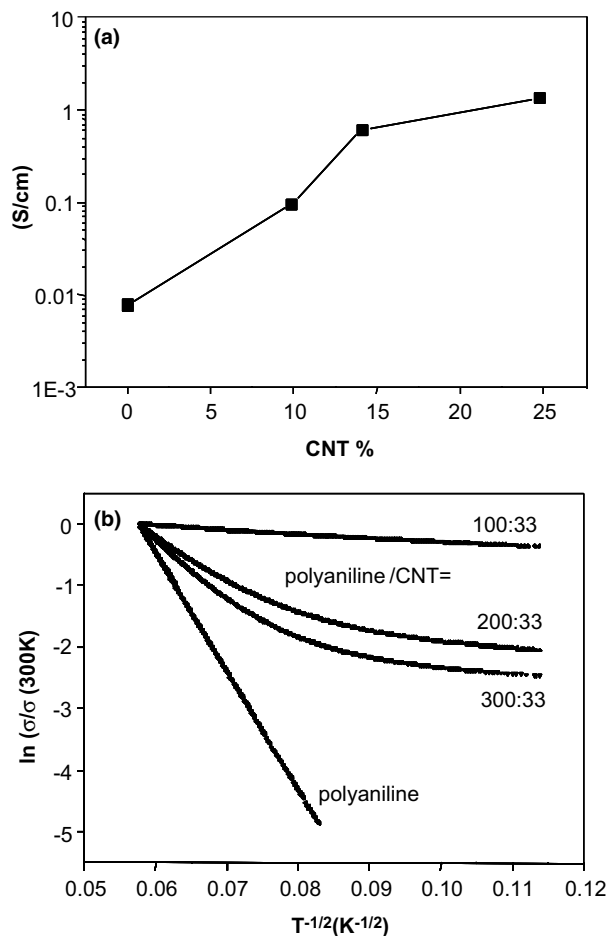 (a)
10
1
0.1
0.01
1E-3
(S/cm)
0 5 10 15 20 25
CNT %
(b)
0
-1
-2
-3
-4
-5
ln (σ/σ (300K)
100:33
polyaniline /CNT=
200:33
300:33
polyaniline
0.05 0.06 0.07 0.08 0.09 0.10 0.11 0.12
T-1/2(K-1/2)